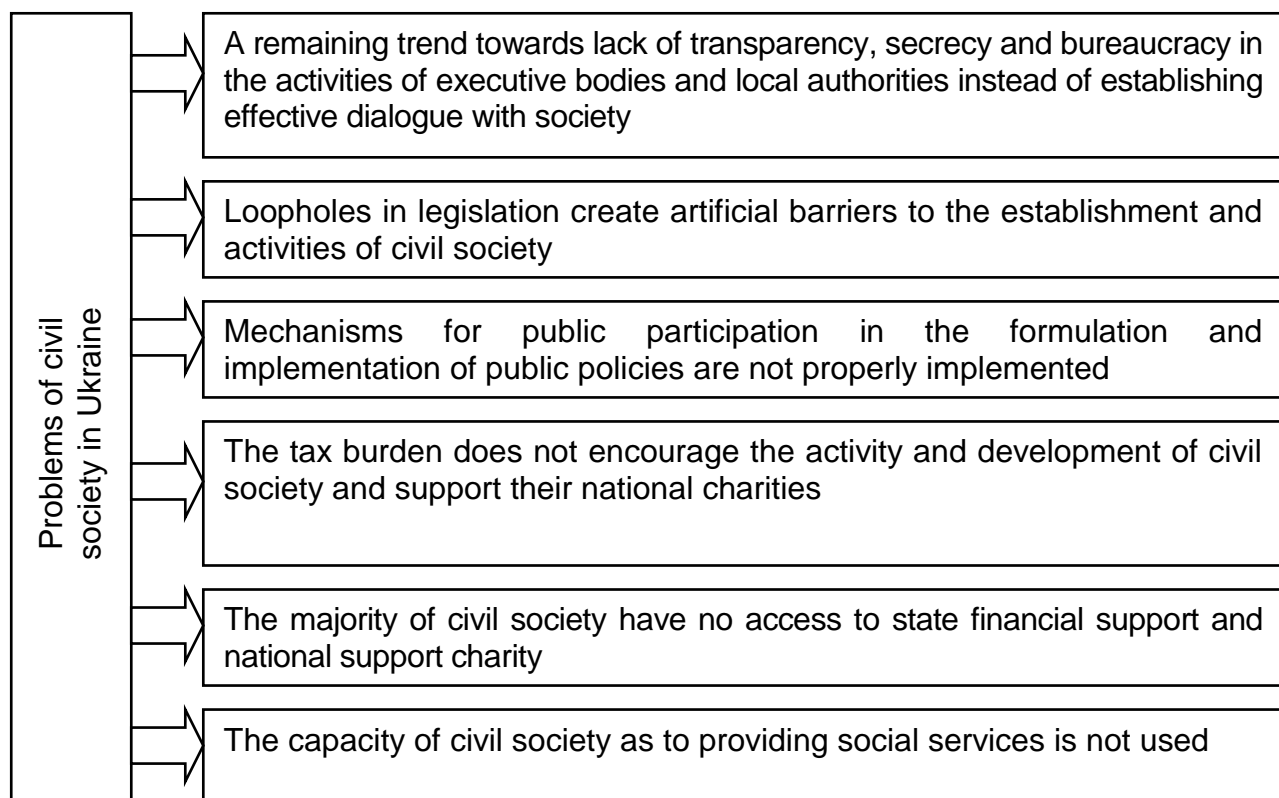 Problems of civil
society in Ukraine
A remaining trend towards lack of transparency, secrecy and bureaucracy in
the activities of executive bodies and local authorities instead of establishing
effective dialogue with society
Loopholes in legislation create artificial barriers to the establishment and
activities of civil society
Mechanisms for public participation in the formulation and
implementation of public policies are not properly implemented
The tax burden does not encourage the activity and development of civil
society and support their national charities
The majority of civil society have no access to state financial support and
national support charity
The capacity of civil society as to providing social services is not used